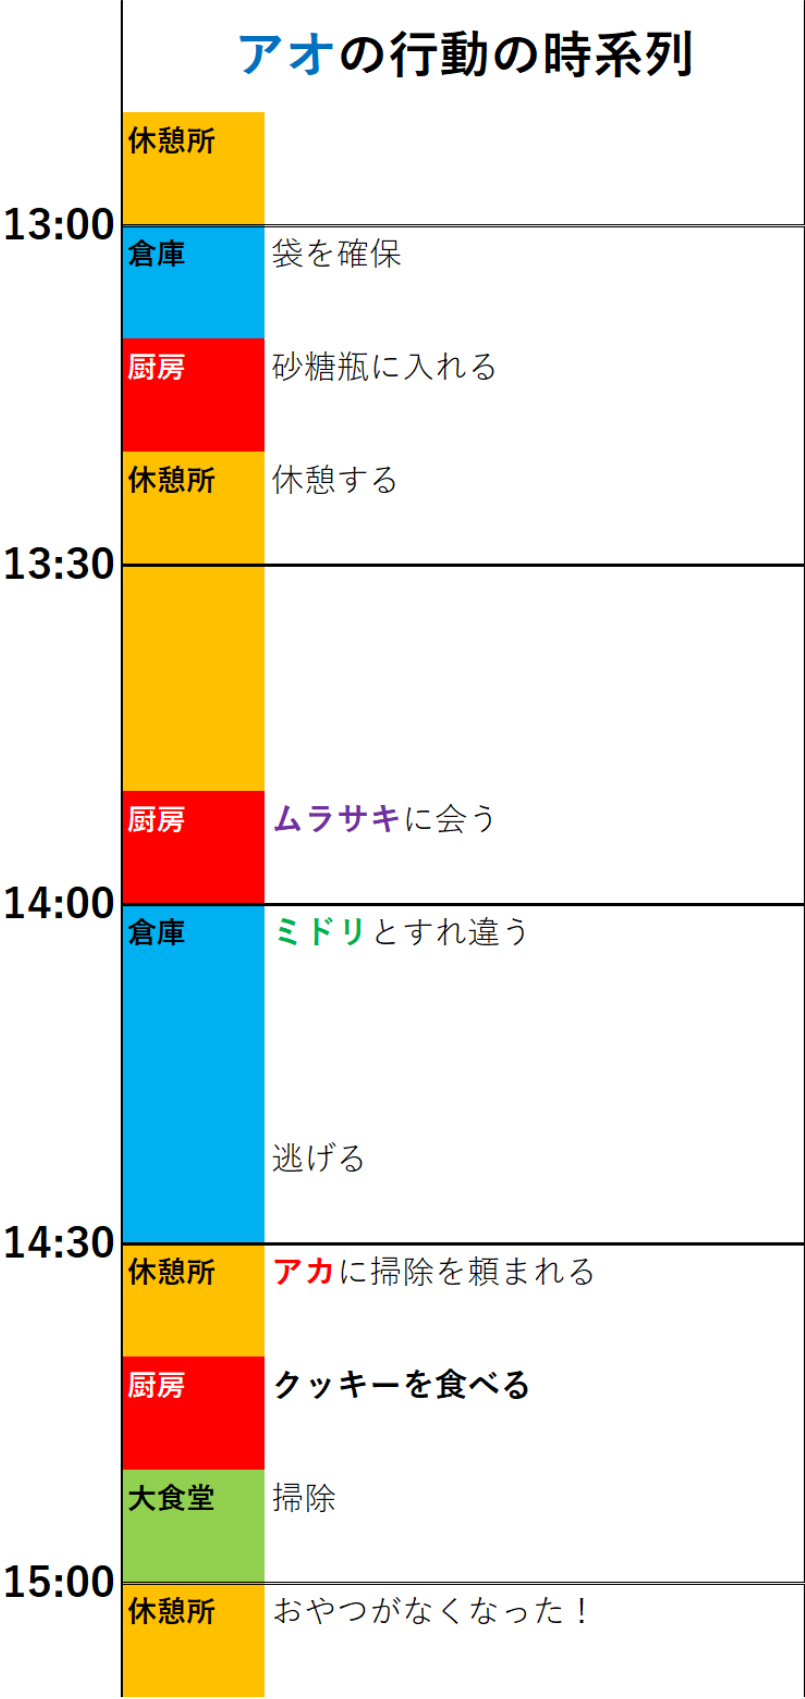 アオの行動の時系列
休憩所
13:00
倉庫 袋を確保
厨房 砂糖瓶に入れる
休憩所 休憩する
13:30
厨房 ムラサキに会う
14:00
倉庫 ミドリとすれ違う
逃げる
14:30
休憩所 アカに掃除を頼まれる
厨房 クッキーを食べる
大食堂 掃除
15:00
休憩所 おやつがなくなった！